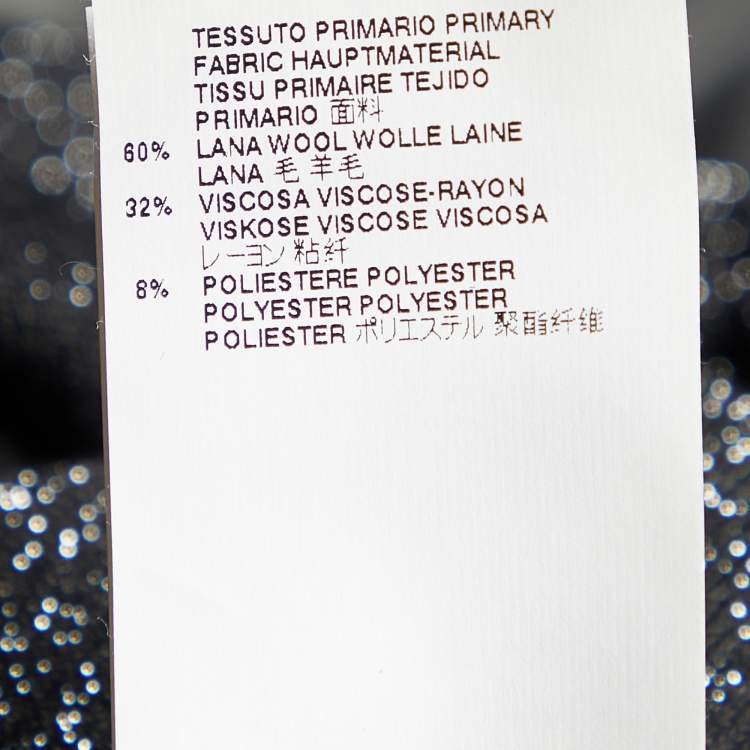 TESSUTO PRIMARIO PRIMARY
FABRIC HAUPTMATERIAL
TISSU PRIMAIRE TEJIDO
PRIMARIO 面料
60% LANA WOOL WOLLE LAINE
LANA 毛 羊毛
32% VISCOSA VISCOSE-RAYON
VISKOSE VISCOSE VISCOSA
レーヨン 粘纤
8% POLIESTERE POLYESTER
POLYESTER POLYESTER
POLIESTER ポリエステル 聚酯纤维